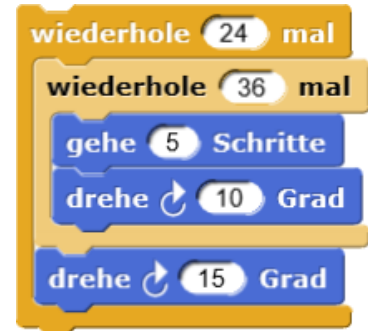 wiederhole 24 mal
wiederhole 36 mal
gehe 5 Schritte
drehe 10 Grad
drehe 15 Grad